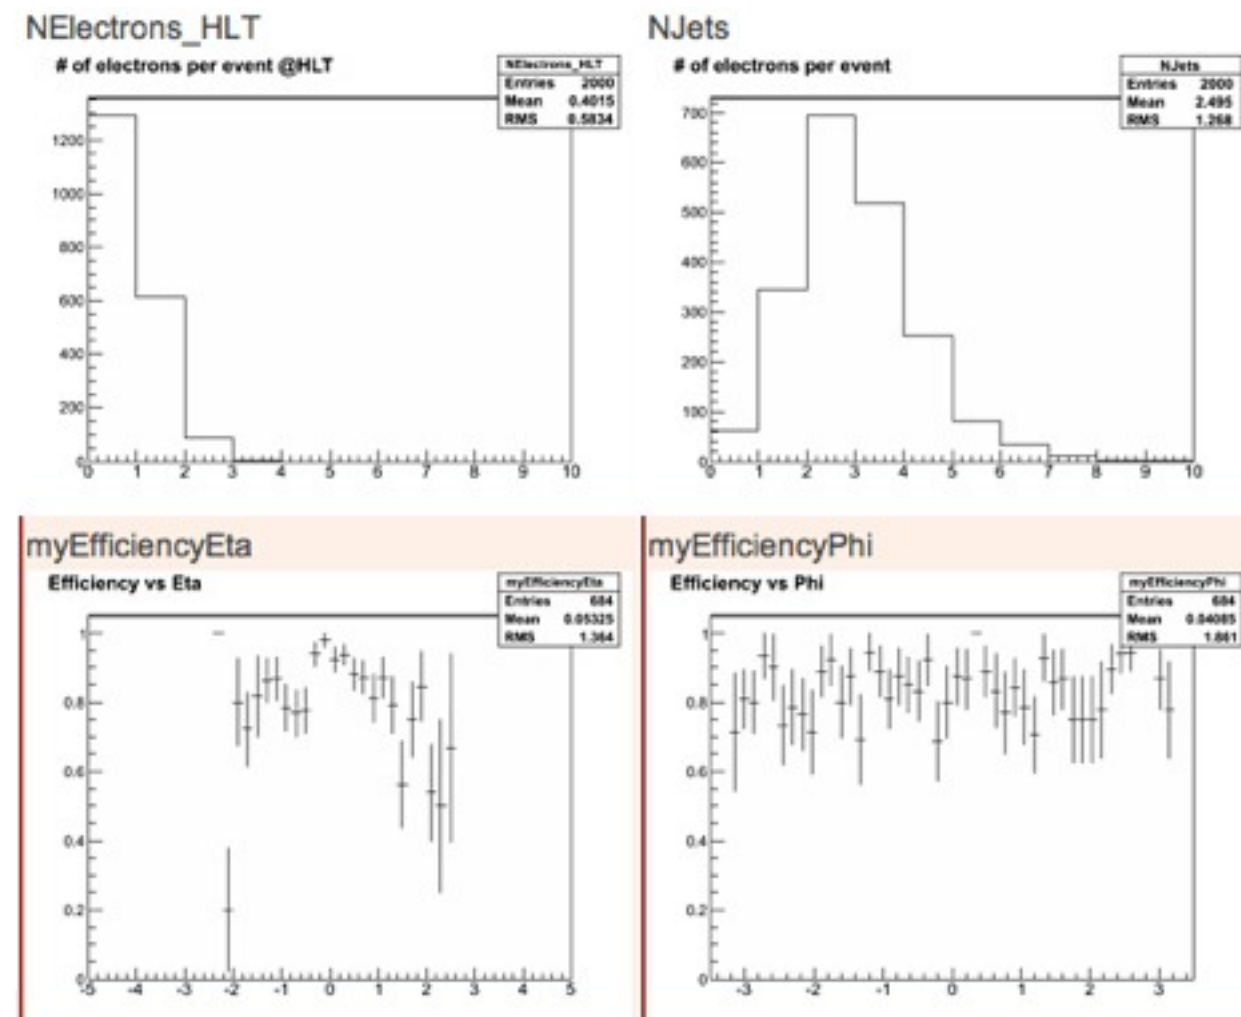 NElectrons_HLT
# of electrons per event @HLT
NElectrons_HLT
Entries 2000
Mean 0.4015
RMS 0.5834
1200
1000
800
600
400
200
0
0 1 2 3 4 5 6 7 8 9 10
NJets
# of electrons per event
NJets
Entries 2000
Mean 2.495
RMS 1.268
700
600
500
400
300
200
100
0
0 1 2 3 4 5 6 7 8 9 10
myEfficiencyEta
Efficiency vs Eta
myEfficiencyEta
Entries 684
Mean 0.05325
RMS 1.364
1
0.8
0.6
0.4
0.2
0
-5 -4 -3 -2 -1 0 1 2 3 4 5
myEfficiencyPhi
Efficiency vs Phi
myEfficiencyPhi
Entries 684
Mean 0.04085
RMS 1.861
1
0.8
0.6
0.4
0.2
0
-3 -2 -1 0 1 2 3